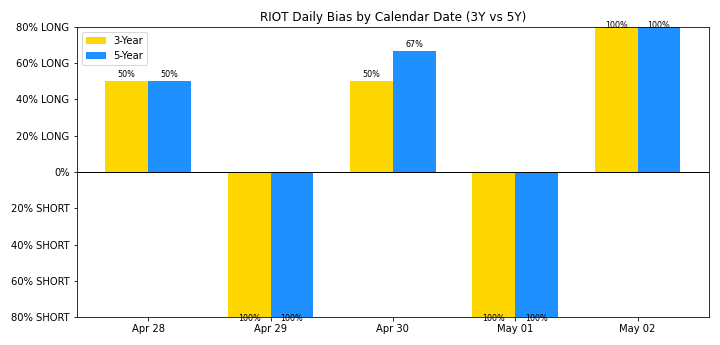 RIOT Daily Bias by Calendar Date (3Y vs 5Y)
80% LONG
60% LONG
40% LONG
20% LONG
0%
20% SHORT
40% SHORT
60% SHORT
80% SHORT
3-Year
5-Year
50% 50%
100% 100%
50% 67%
100% 100%
100% 100%
Apr 28 Apr 29 Apr 30 May 01 May 02